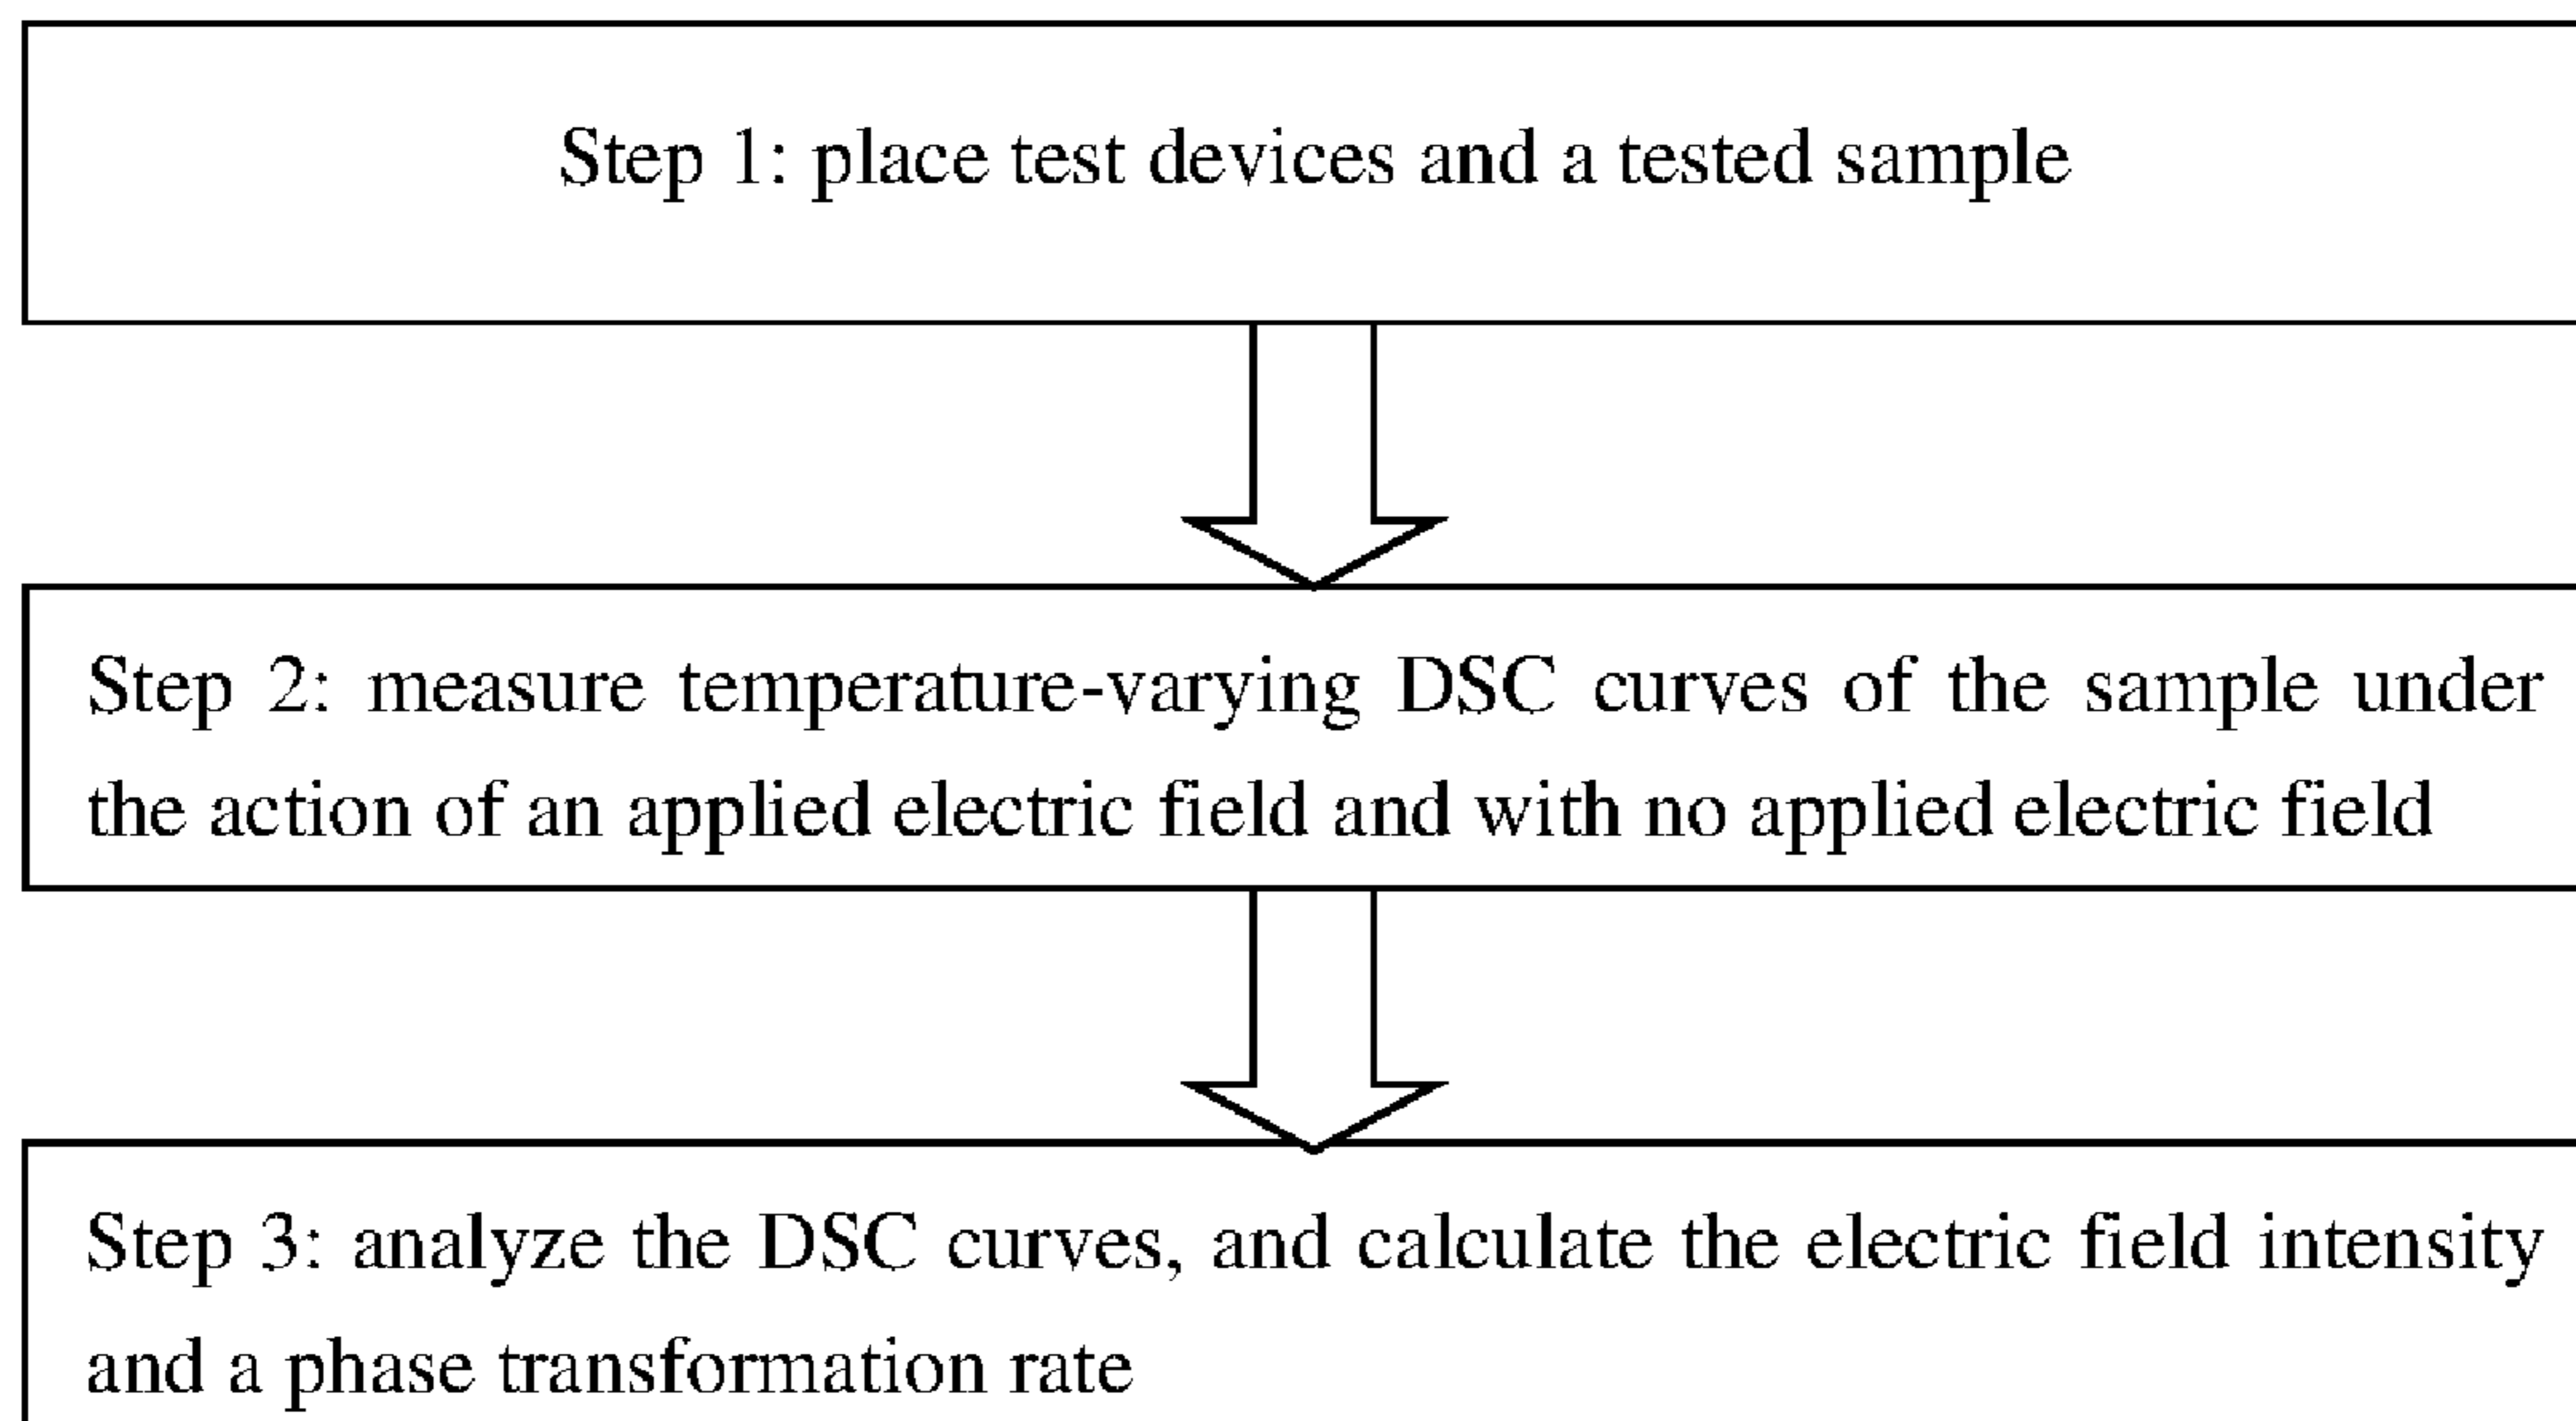 Step 1: place test devices and a tested sample
Step 2: measure temperature-varying DSC curves of the sample under
the action of an applied electric field and with no applied electric field
Step 3: analyze the DSC curves, and calculate the electric field intensity
and a phase transformation rate